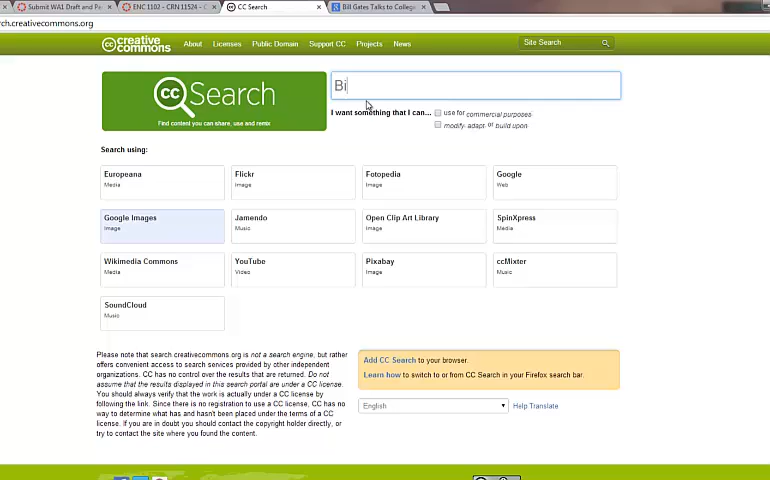 Submit WA1 Draft and Pe
ENC 1102 - CRN 11524 - C
CC Search
Bill Gates Talks to College
rch.creativecommons.org
creative commons
About
Licenses
Public Domain
Support CC
Projects
News
Site Search
CC Search
Find content you can share, use and remix
Bi
I want something that I can...
use for commercial purposes;
modify, adapt, or build upon.
Search using:
Europeana
Media
Flickr
Image
Fotopedia
Image
Google
Web
Google Images
Image
Jamendo
Music
Open Clip Art Library
Image
SpinXpress
Media
Wikimedia Commons
Media
YouTube
Video
Pixabay
Image
ccMixter
Music
SoundCloud
Music
Please note that search.creativecommons.org is not a search engine, but rather
offers convenient access to search services provided by other independent
organizations. CC has no control over the results that are returned. Do not
assume that the results displayed in this search portal are under a CC license.
You should always verify that the work is actually under a CC license by
following the link. Since there is no registration to use a CC license, CC has no
way to determine what has and hasn't been placed under the terms of a CC
license. If you are in doubt you should contact the copyright holder directly, or
try to contact the site where you found the content.
Add CC Search to your browser.
Learn how to switch to or from CC Search in your Firefox search bar.
English
Help Translate